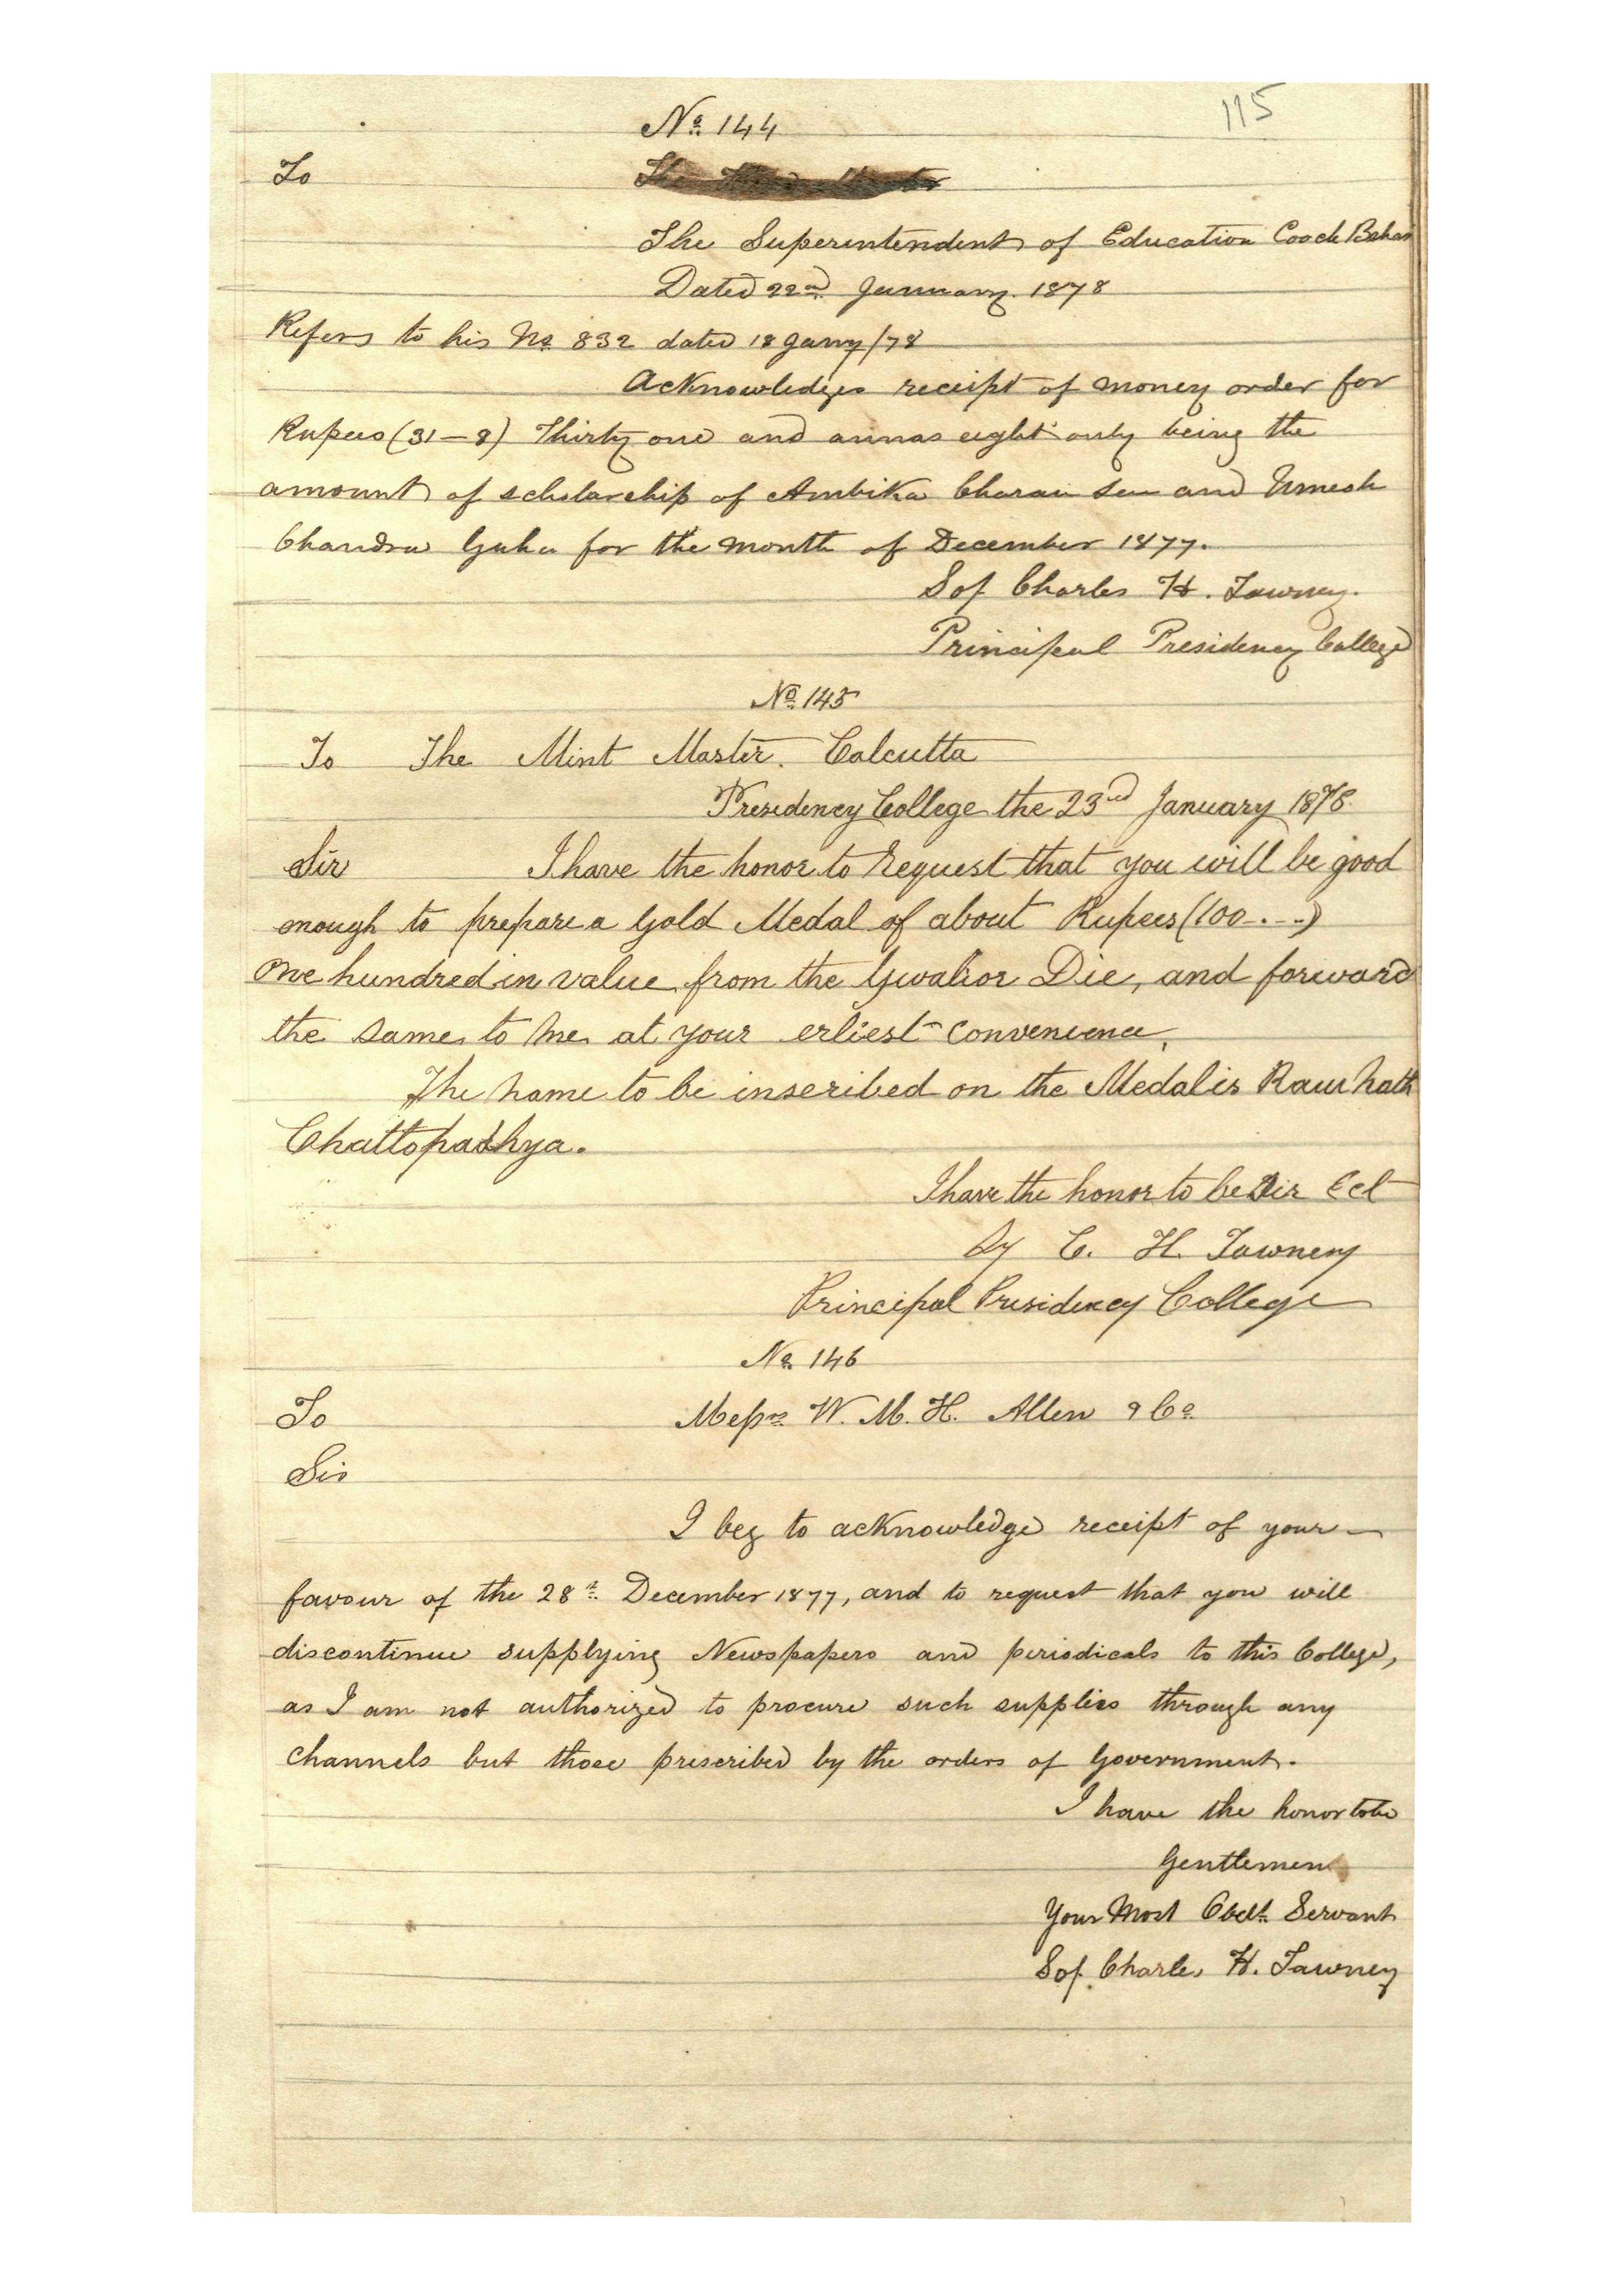 115
No. 144
To
The Superintendent of Education Cooch Behar
Dated 22nd January. 1878
Refers to his No 832 dated 18 Jany/78
Acknowledges receipt of money order for
Rupees (31–8) Thirty one and annas eight only being the
amount of scholarship of Ambika Charan Sen and Umesh
Chandra Guha for the month of December 1877.
Sd/ Charles H. Tawney.
Principal Presidency College
No. 145
To The Mint Master. Calcutta
Presidency College the 23rd January 1878.
Sir I have the honor to request that you will be good
enough to prepare a Gold Medal of about Rupees (100..-)
One hundred in value from the Gwalior Die, and forward
the same to me at your erliest convenience.
The name to be inscribed on the Medal is Ram Nath
Chattopadhya.
I have the honor to be Sir &ct
Sd/ C. H. Tawney
Principal Presidency College
No. 146
To Messrs W. M. H. Allen & Co.
Sir
I beg to acknowledge receipt of your
favour of the 28th December 1877, and to request that you will
discontinue supplying Newspapers and periodicals to this College,
as I am not authorized to procure such supplies through any
channels but those prescribed by the orders of Government.
I have the honor to be
Gentlemen
Your Most Obedt. Servant
Sd/ Charles H. Tawney